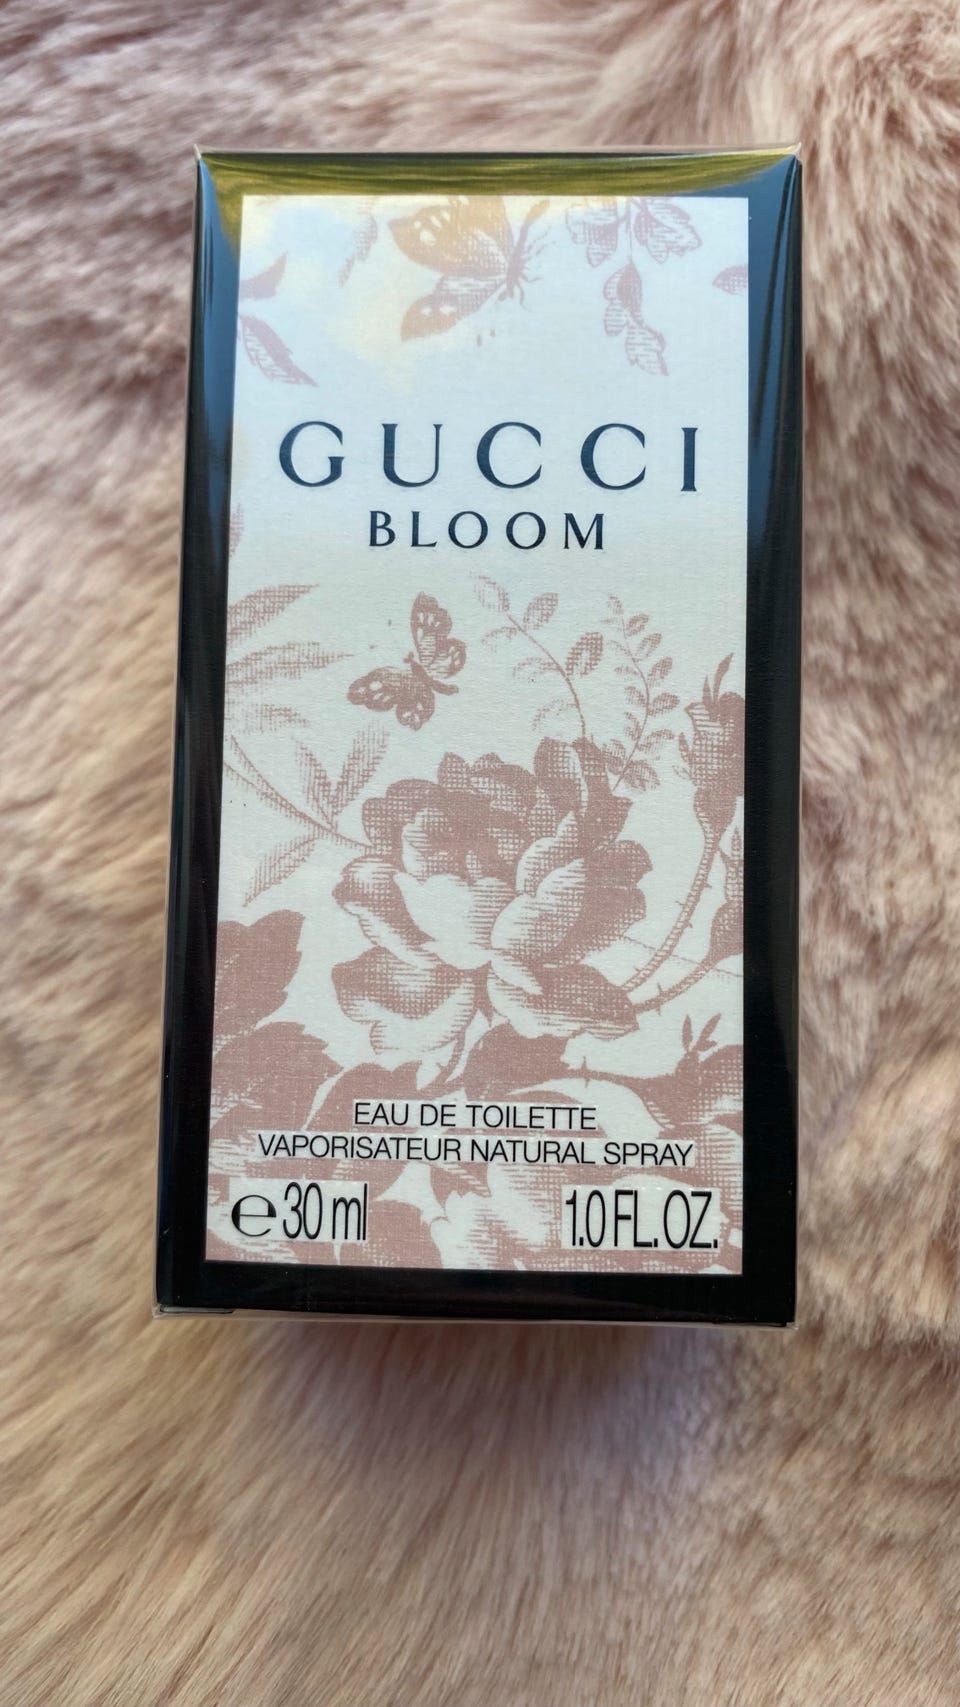 GUCCI
BLOOM
EAU DE TOILETTE
VAPORISATEUR NATURAL SPRAY
℮ 30 ml 1.0 FL. OZ.